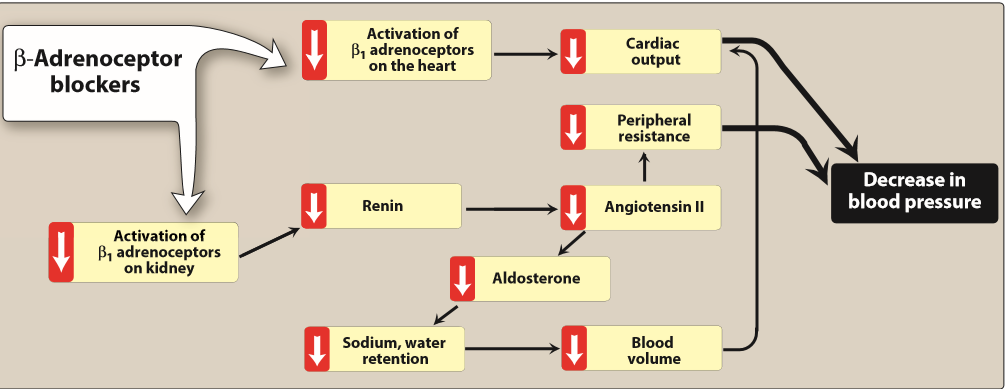 β-Adrenoceptor
blockers
Activation of
β₁ adrenoceptors
on the heart
Cardiac
output
Peripheral
resistance
Decrease in
blood pressure
Renin
Angiotensin II
Activation of
β₁ adrenoceptors
on kidney
Aldosterone
Sodium, water
retention
Blood
volume